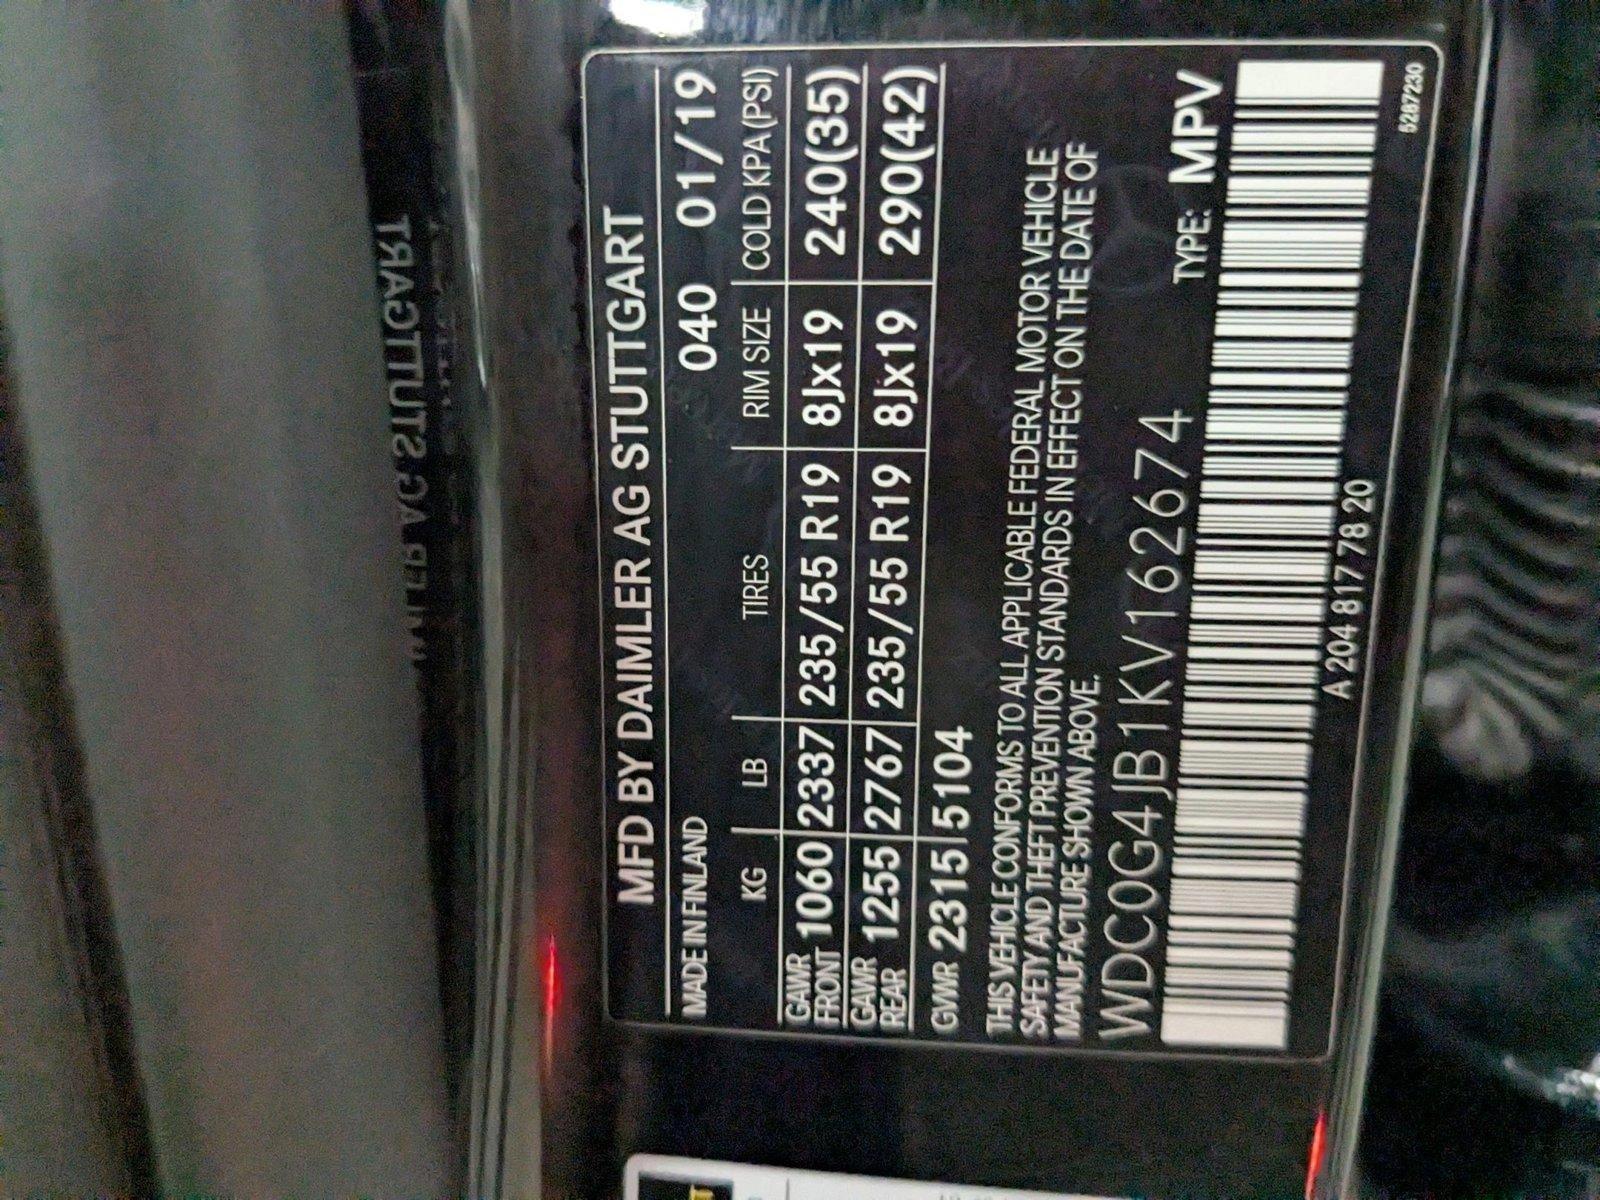 MFD BY DAIMLER AG STUTTGART
MADE IN FINLAND 040 01/19
KG LB TIRES RIM SIZE COLD KPA(PSI)
GAWR FRONT 1060 2337 235/55 R19 8Jx19 240(35)
GAWR REAR 1255 2767 235/55 R19 8Jx19 290(42)
GVWR 2315 5104
THIS VEHICLE CONFORMS TO ALL APPLICABLE FEDERAL MOTOR VEHICLE
SAFETY AND THEFT PREVENTION STANDARDS IN EFFECT ON THE DATE OF
MANUFACTURE SHOWN ABOVE.
WDC0G4JB1KV162674 TYPE: MPV
A 204 817 78 20
5287230